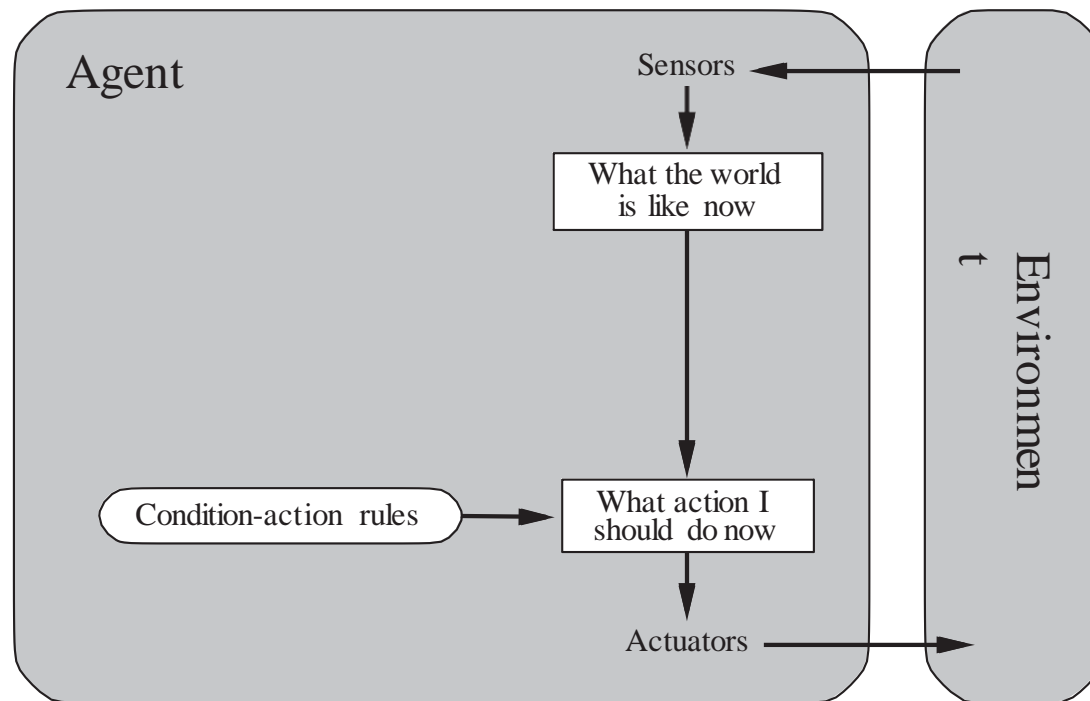 Agent
Sensors
What the world
is like now
Environmen
t
Condition-action rules
What action I
should do now
Actuators